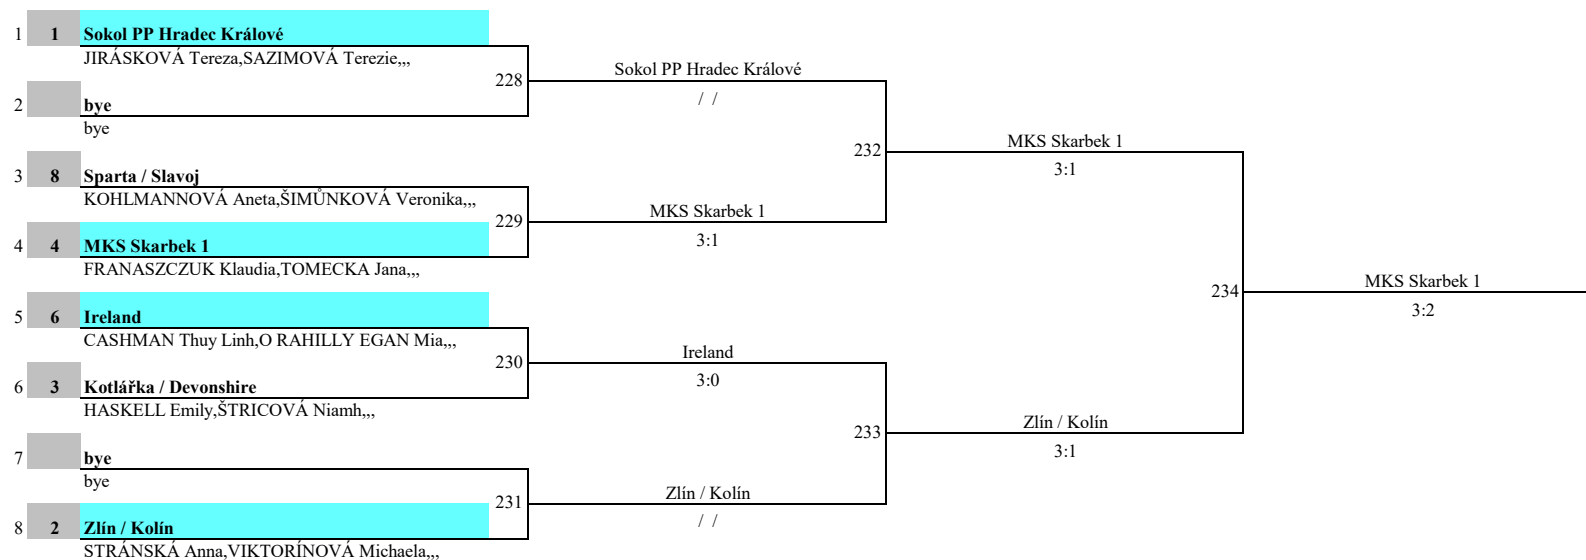 1 1 Sokol PP Hradec Králové
JIRÁSKOVÁ Tereza,SAZIMOVÁ Terezie,,,
228
2 bye
bye
3 8 Sparta / Slavoj
KOHLMANNOVÁ Aneta,ŠIMŮNKOVÁ Veronika,,,
229
4 4 MKS Skarbek 1
FRANASZCZUK Klaudia,TOMECKA Jana,,,
5 6 Ireland
CASHMAN Thuy Linh,O RAHILLY EGAN Mia,,,
230
6 3 Kotlářka / Devonshire
HASKELL Emily,ŠTRICOVÁ Niamh,,,
7 bye
bye
231
8 2 Zlín / Kolín
STRÁNSKÁ Anna,VIKTORÍNOVÁ Michaela,,,
Sokol PP Hradec Králové
/ /
232
MKS Skarbek 1
3:1
Ireland
3:0
233
Zlín / Kolín
/ /
MKS Skarbek 1
3:1
234
Zlín / Kolín
3:1
MKS Skarbek 1
3:2